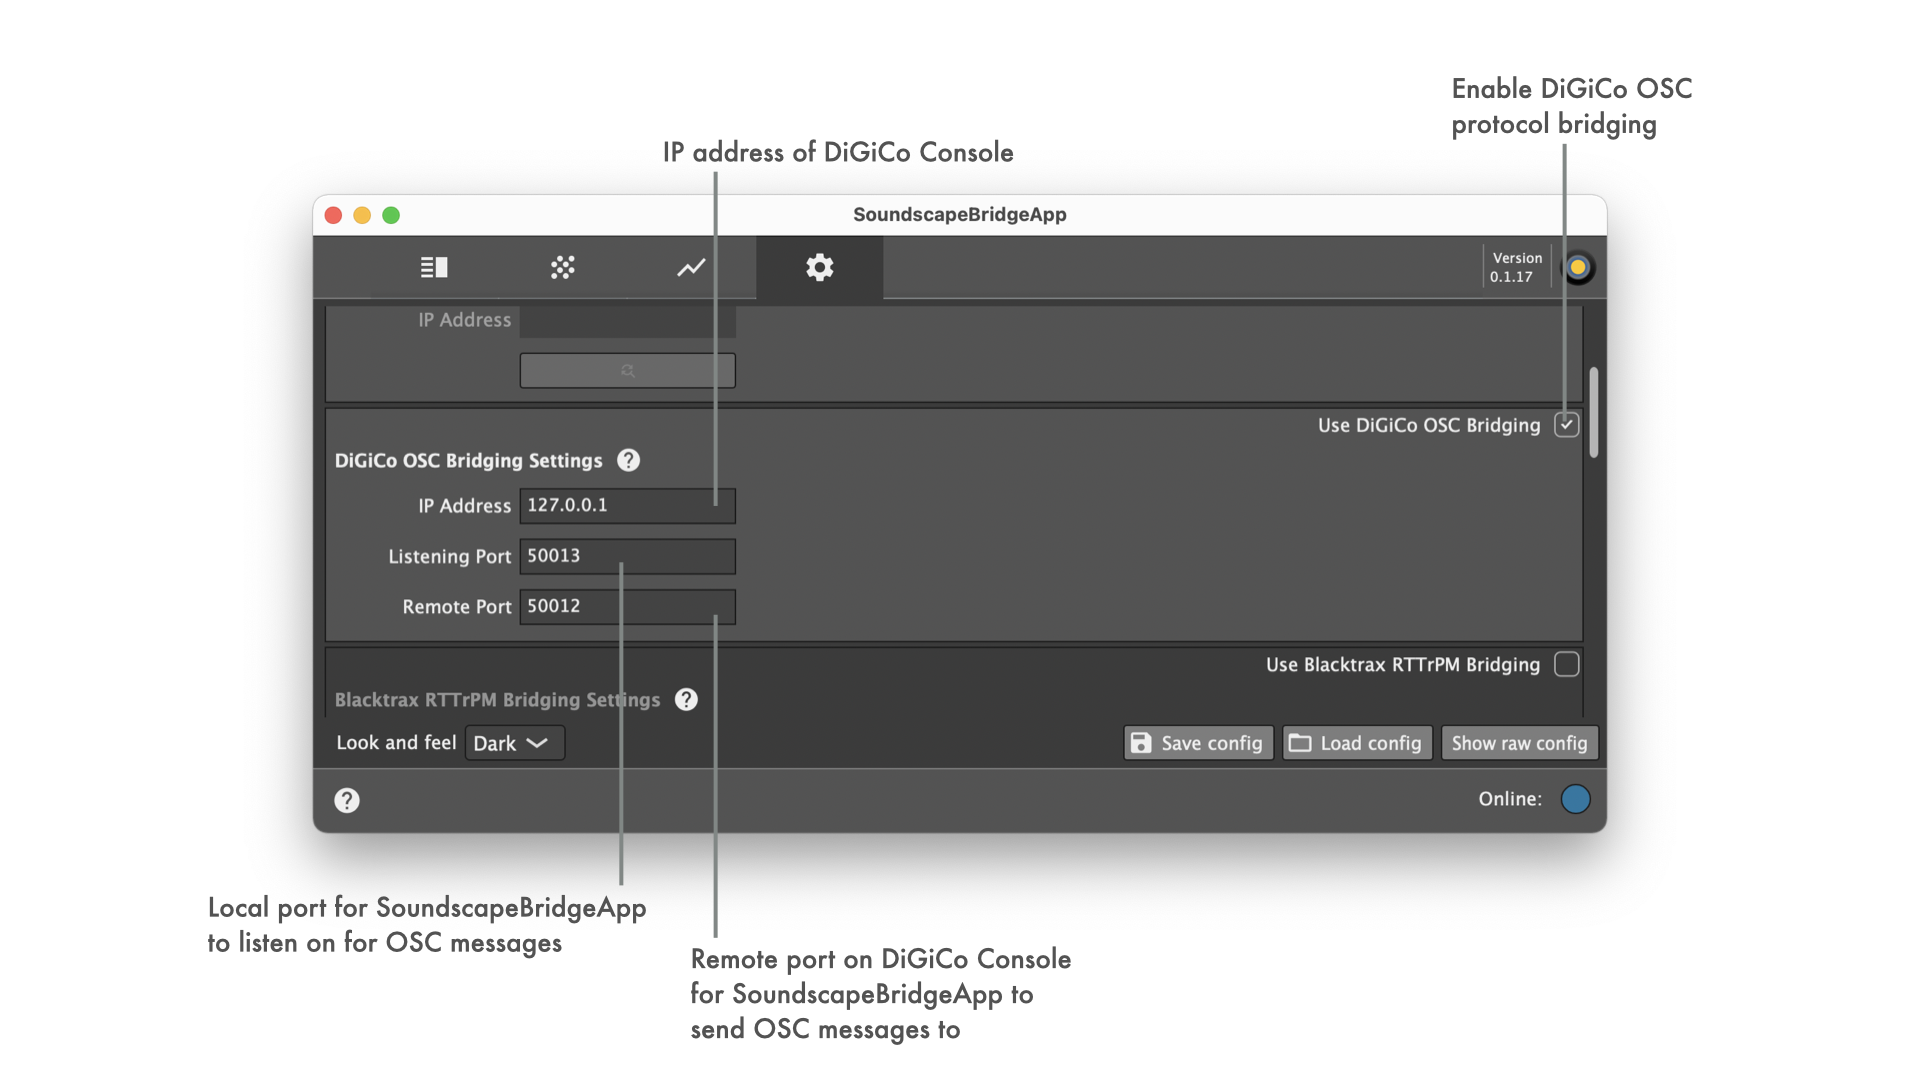 Enable DiGiCo OSC
protocol bridging
IP address of DiGiCo Console
SoundscapeBridgeApp
Version
0.1.17
IP Address
Use DiGiCo OSC Bridging
DiGiCo OSC Bridging Settings ?
IP Address 127.0.0.1
Listening Port 50013
Remote Port 50012
Use Blacktrax RTTrPM Bridging
Blacktrax RTTrPM Bridging Settings ?
Look and feel Dark Save config Load config Show raw config
? Online:
Local port for SoundscapeBridgeApp
to listen on for OSC messages
Remote port on DiGiCo Console
for SoundscapeBridgeApp to
send OSC messages to